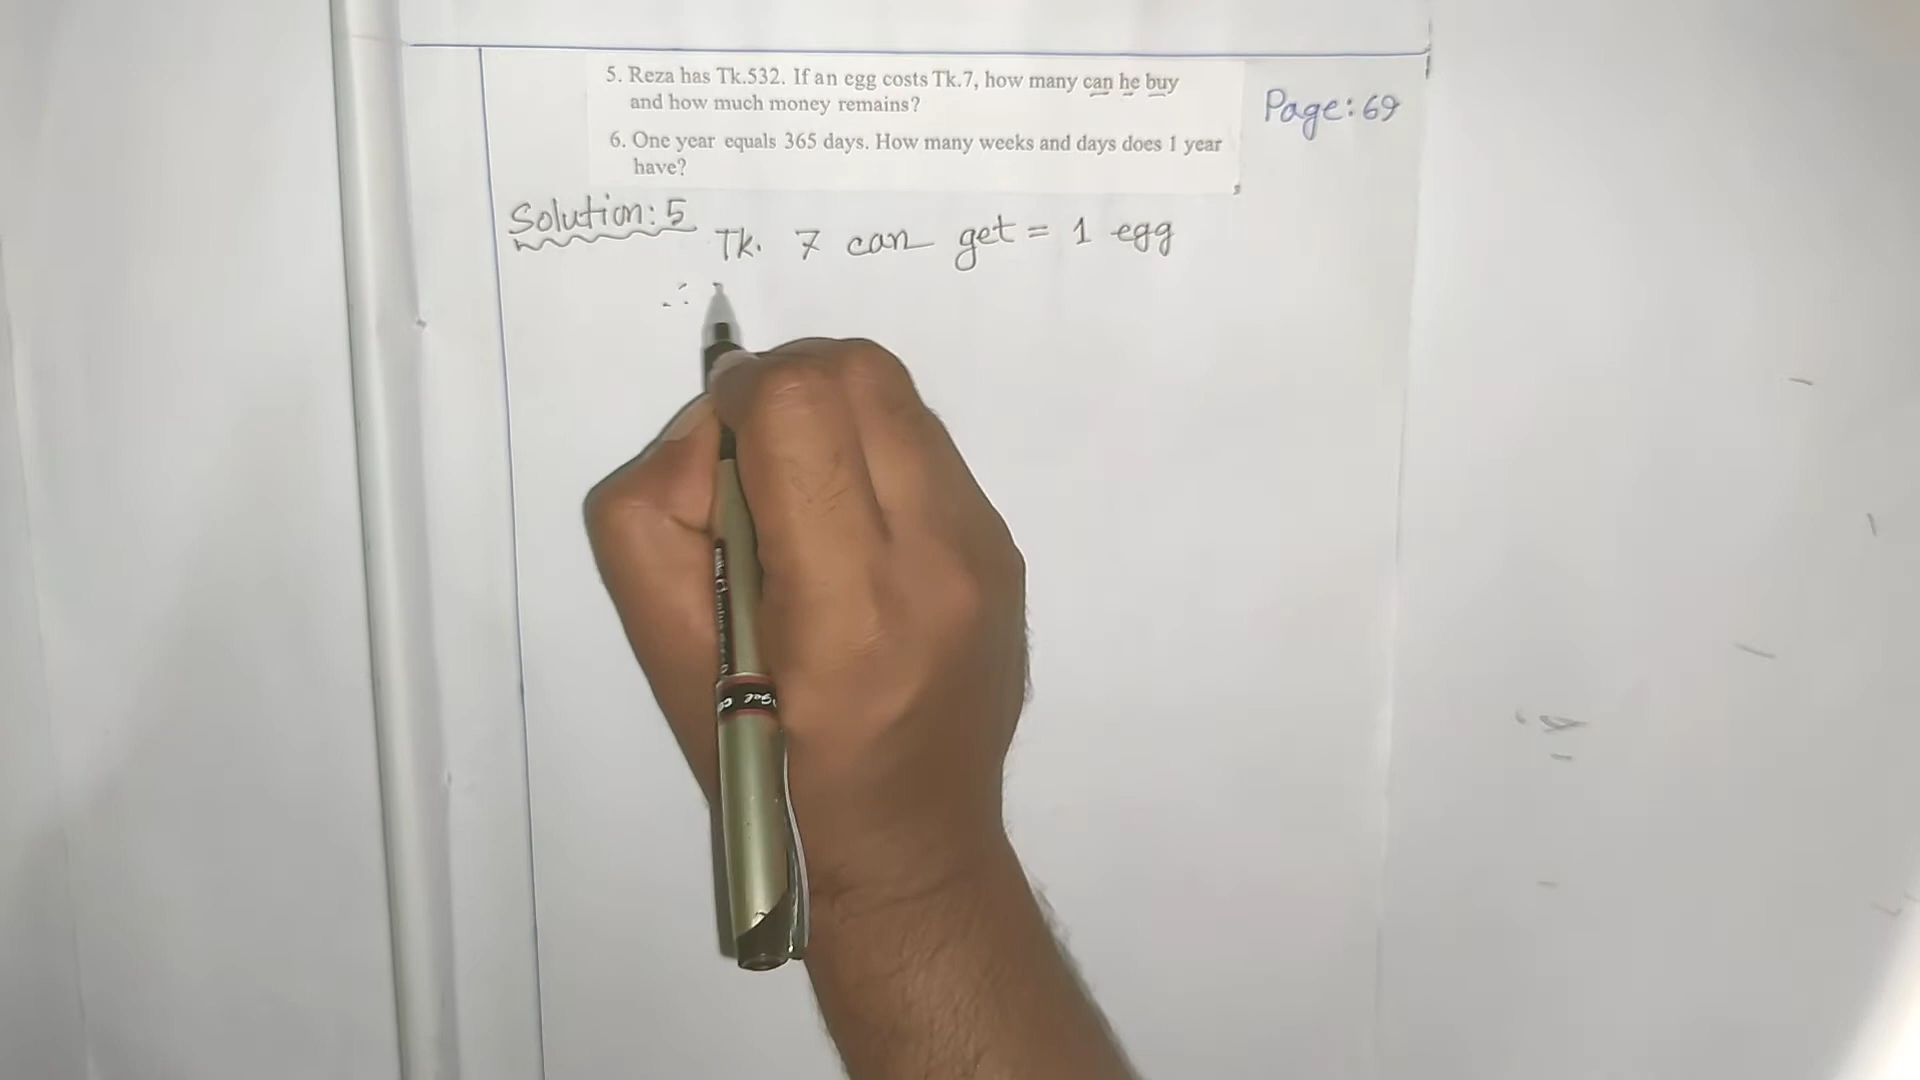 5. Reza has Tk.532. If an egg costs Tk.7, how many can he buy
and how much money remains?
Page:69
6. One year equals 365 days. How many weeks and days does 1 year
have?
Solution:5
Tk. 7 can get = 1 egg
∴